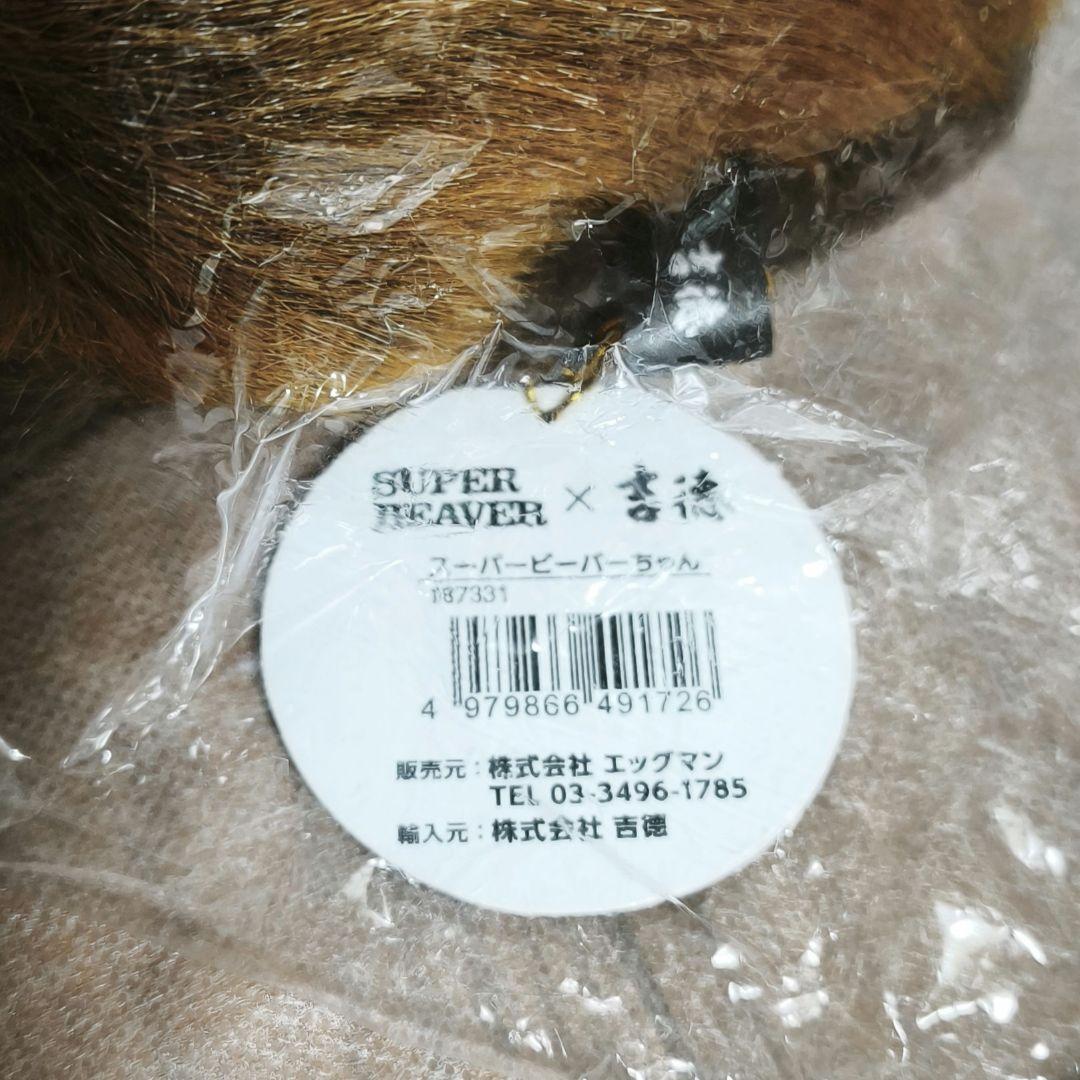 SUPER
BEAVER × 吉徳
スーパービーバーちゃん
187331
4 979866 491726
販売元：株式会社 エッグマン
TEL 03-3496-1785
輸入元：株式会社 吉徳